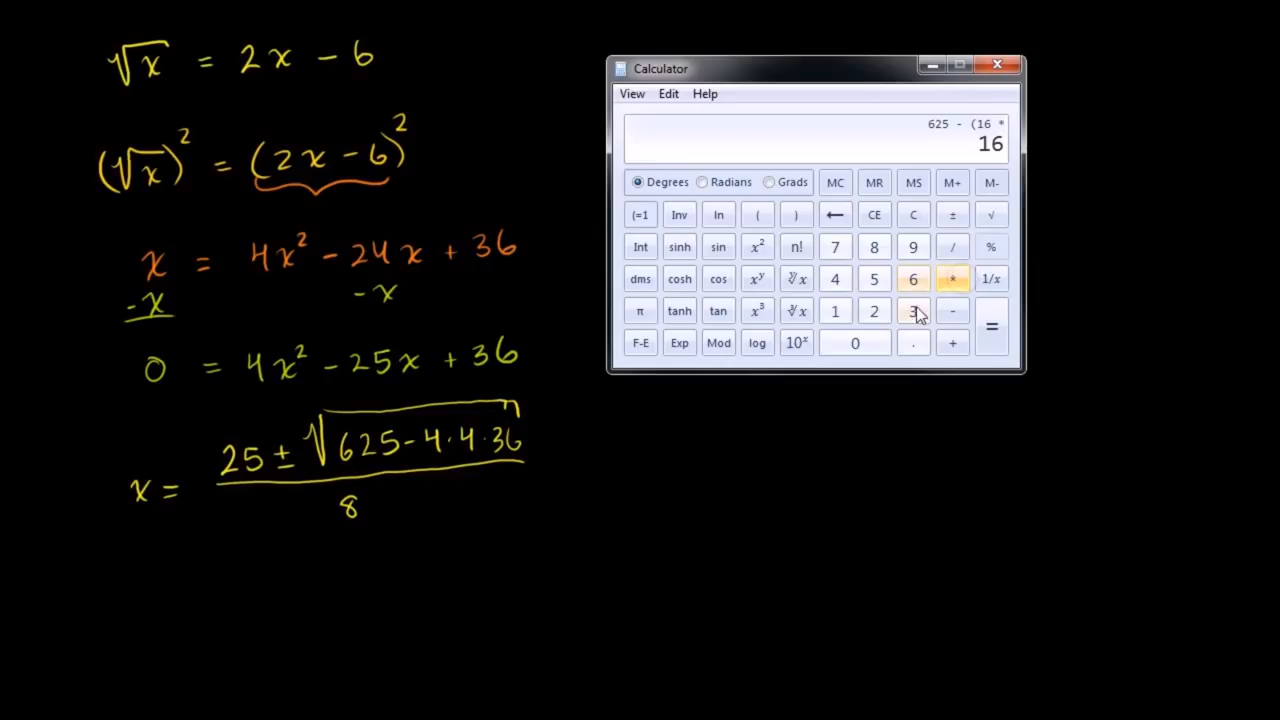 √x = 2x - 6
(√x)² = (2x - 6)²
x = 4x² - 24x + 36
-x - x
0 = 4x² - 25x + 36
x = 25 ± √625 - 4·4·36
8
Calculator
View Edit Help
625 - (16 *
16
Degrees Radians Grads MC MR MS M+ M-
(=1 Inv ln ( ) ← CE C ± √
Int sinh sin x² n! 7 8 9 / %
dms cosh cos xʸ ʸ√x 4 5 6 * 1/x
π tanh tan x³ ³√x 1 2 3 - =
F-E Exp Mod log 10ˣ 0 . +